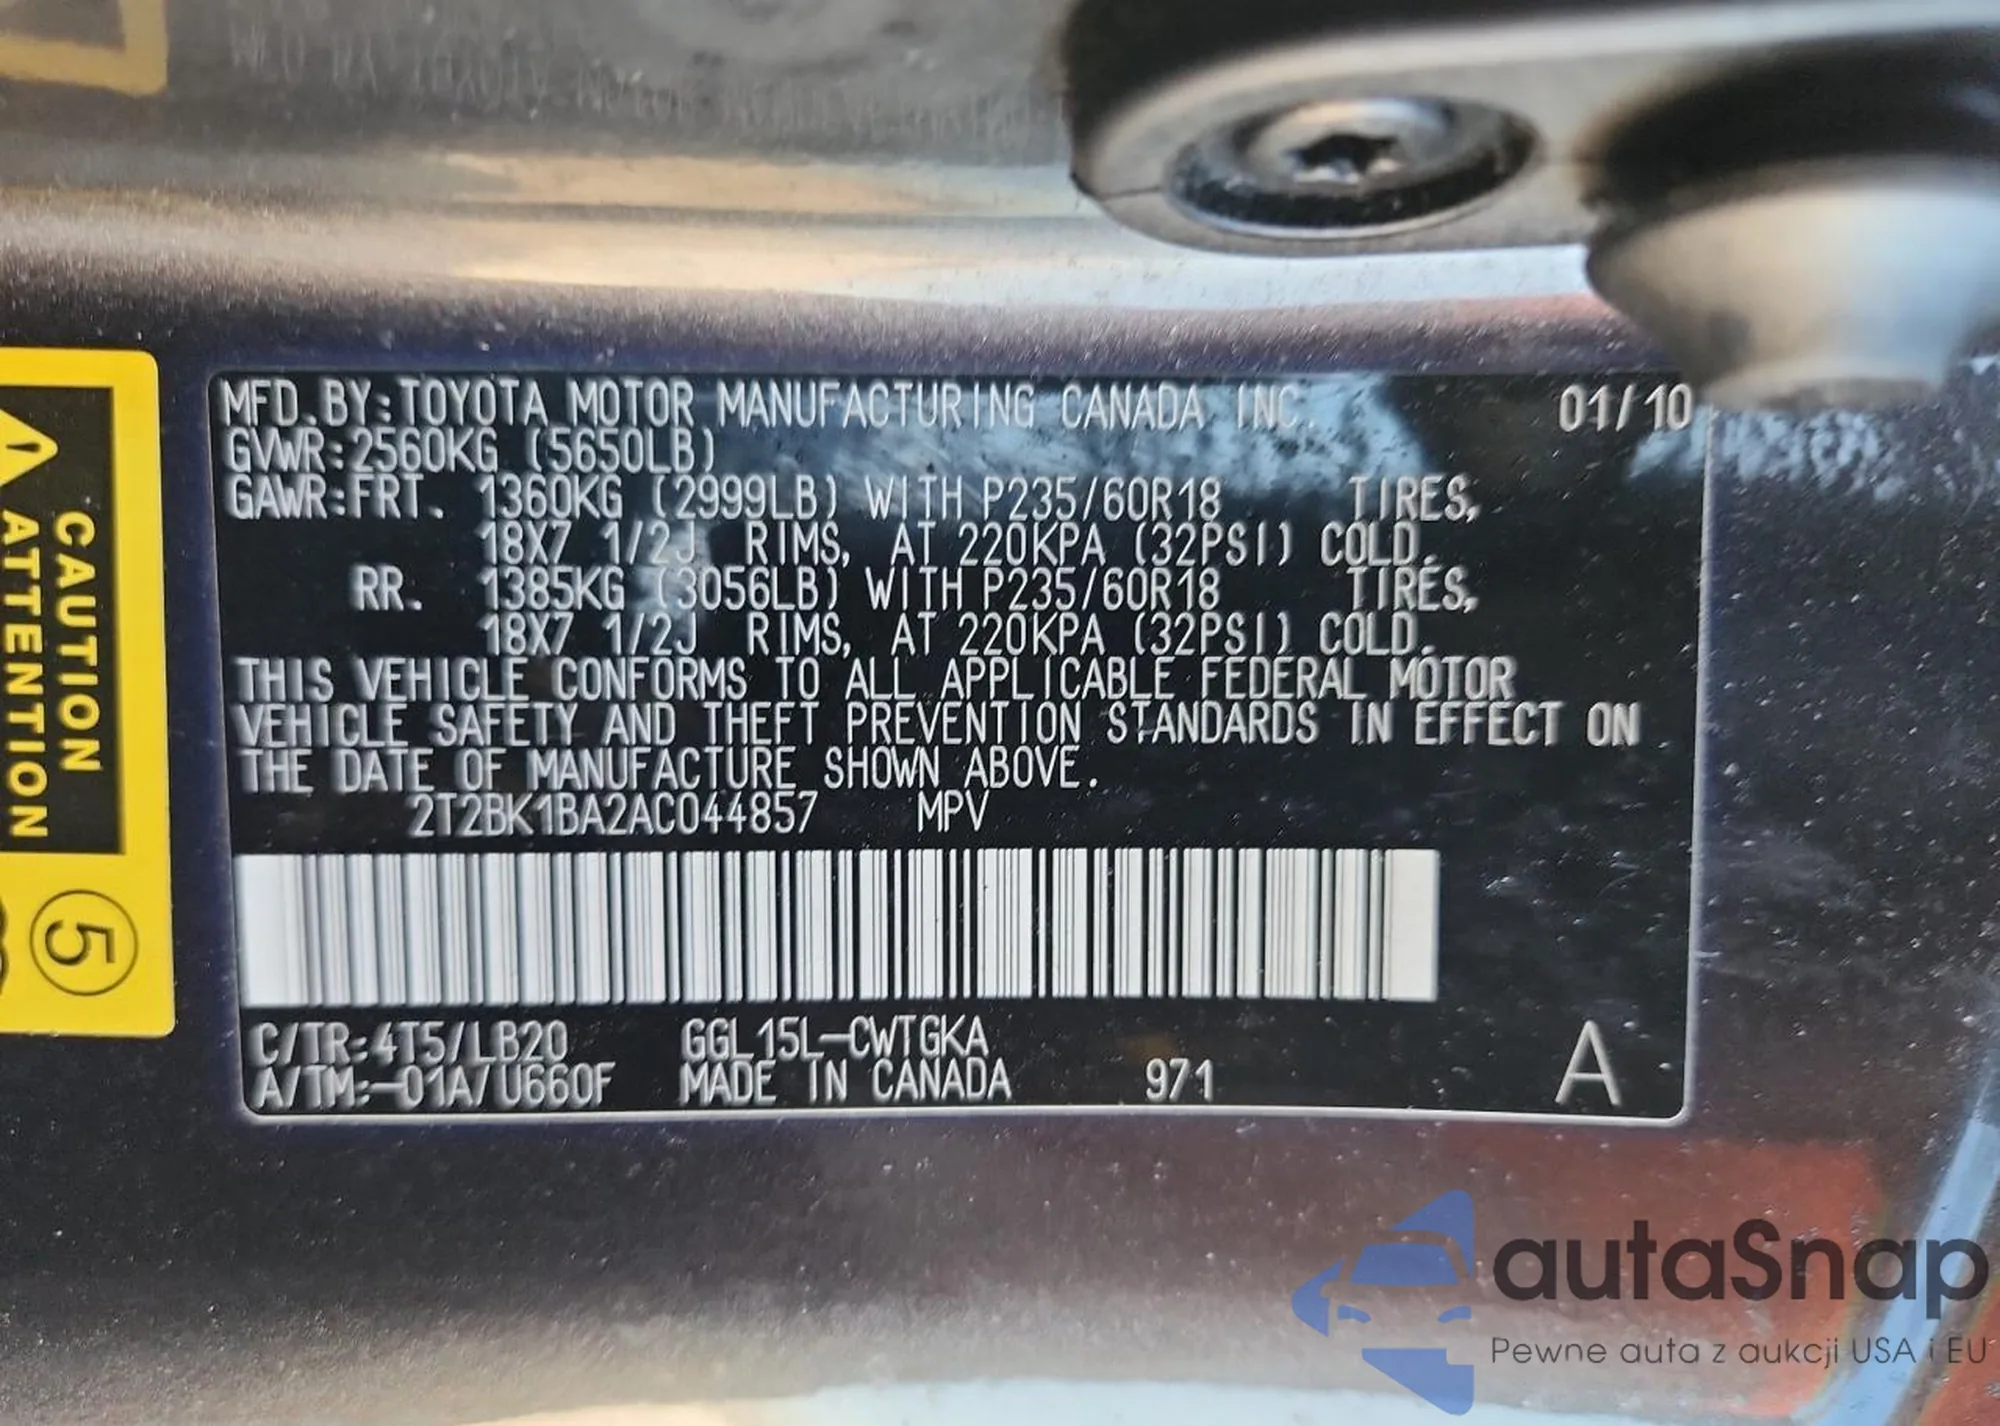 MFD.BY:TOYOTA MOTOR MANUFACTURING CANADA INC. 01/10
GVWR:2560KG (5650LB)
GAWR:FRT. 1360KG (2999LB) WITH P235/60R18 TIRES,
18X7 1/2J RIMS, AT 220KPA (32PSI) COLD.
RR. 1385KG (3056LB) WITH P235/60R18 TIRES,
18X7 1/2J RIMS, AT 220KPA (32PSI) COLD.
THIS VEHICLE CONFORMS TO ALL APPLICABLE FEDERAL MOTOR
VEHICLE SAFETY AND THEFT PREVENTION STANDARDS IN EFFECT ON
THE DATE OF MANUFACTURE SHOWN ABOVE.
2T2BK1BA2AC044857 MPV
C/TR:4T5/LB20 GGL15L-CWTGKA
A/TM:-01A/U660F MADE IN CANADA 971 A
CAUTION
ATTENTION
5
autaSnap
Pewne auta z aukcji USA i EU